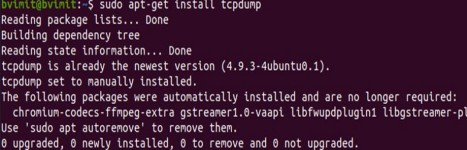 bvimit@bvimit:~$ sudo apt-get install tcpdump
Reading package lists... Done
Building dependency tree
Reading state information... Done
tcpdump is already the newest version (4.9.3-4ubuntu0.1).
tcpdump set to manually installed.
The following packages were automatically installed and are no longer required:
chromium-codecs-ffmpeg-extra gstreamer1.0-vaapi libfwupdplugin1 libgstreamer-pl
Use 'sudo apt autoremove' to remove them.
0 upgraded, 0 newly installed, 0 to remove and 0 not upgraded.